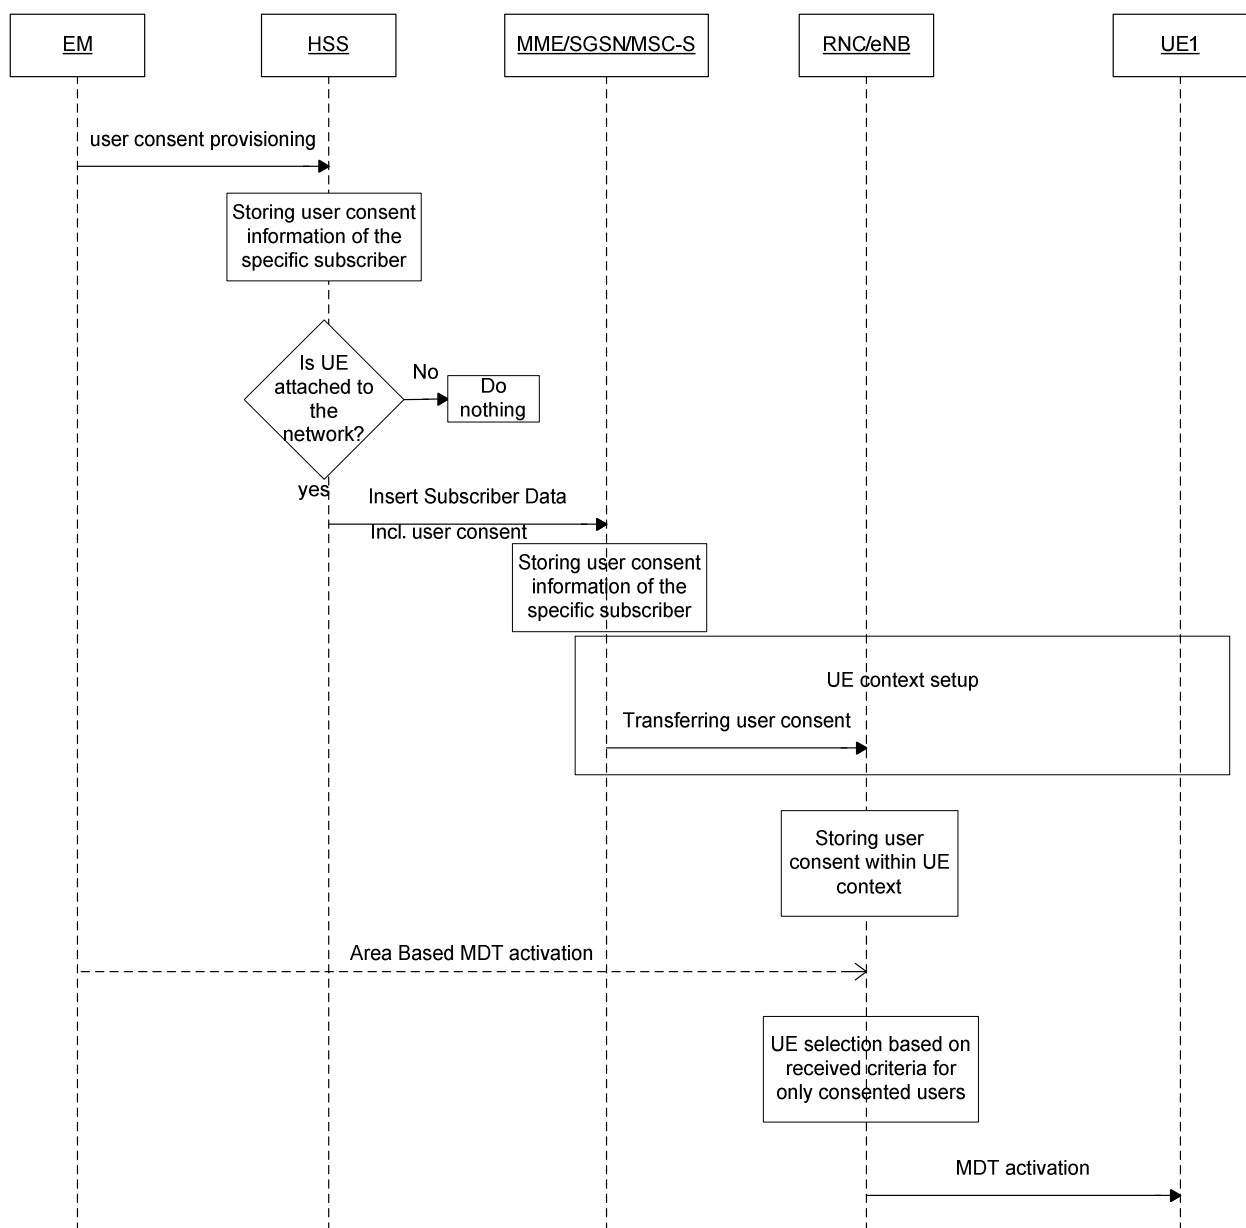 EM
HSS
MME/SGSN/MSC-S
RNC/eNB
UE1
user consent provisioning
Storing user consent
information of the
specific subscriber
Is UE
attached to
the
network?
No
Do
nothing
yes
Insert Subscriber Data
Incl. user consent
Storing user consent
information of the
specific subscriber
UE context setup
Transferring user consent
Storing user
consent within UE
context
Area Based MDT activation
UE selection based on
received criteria for
only consented users
MDT activation